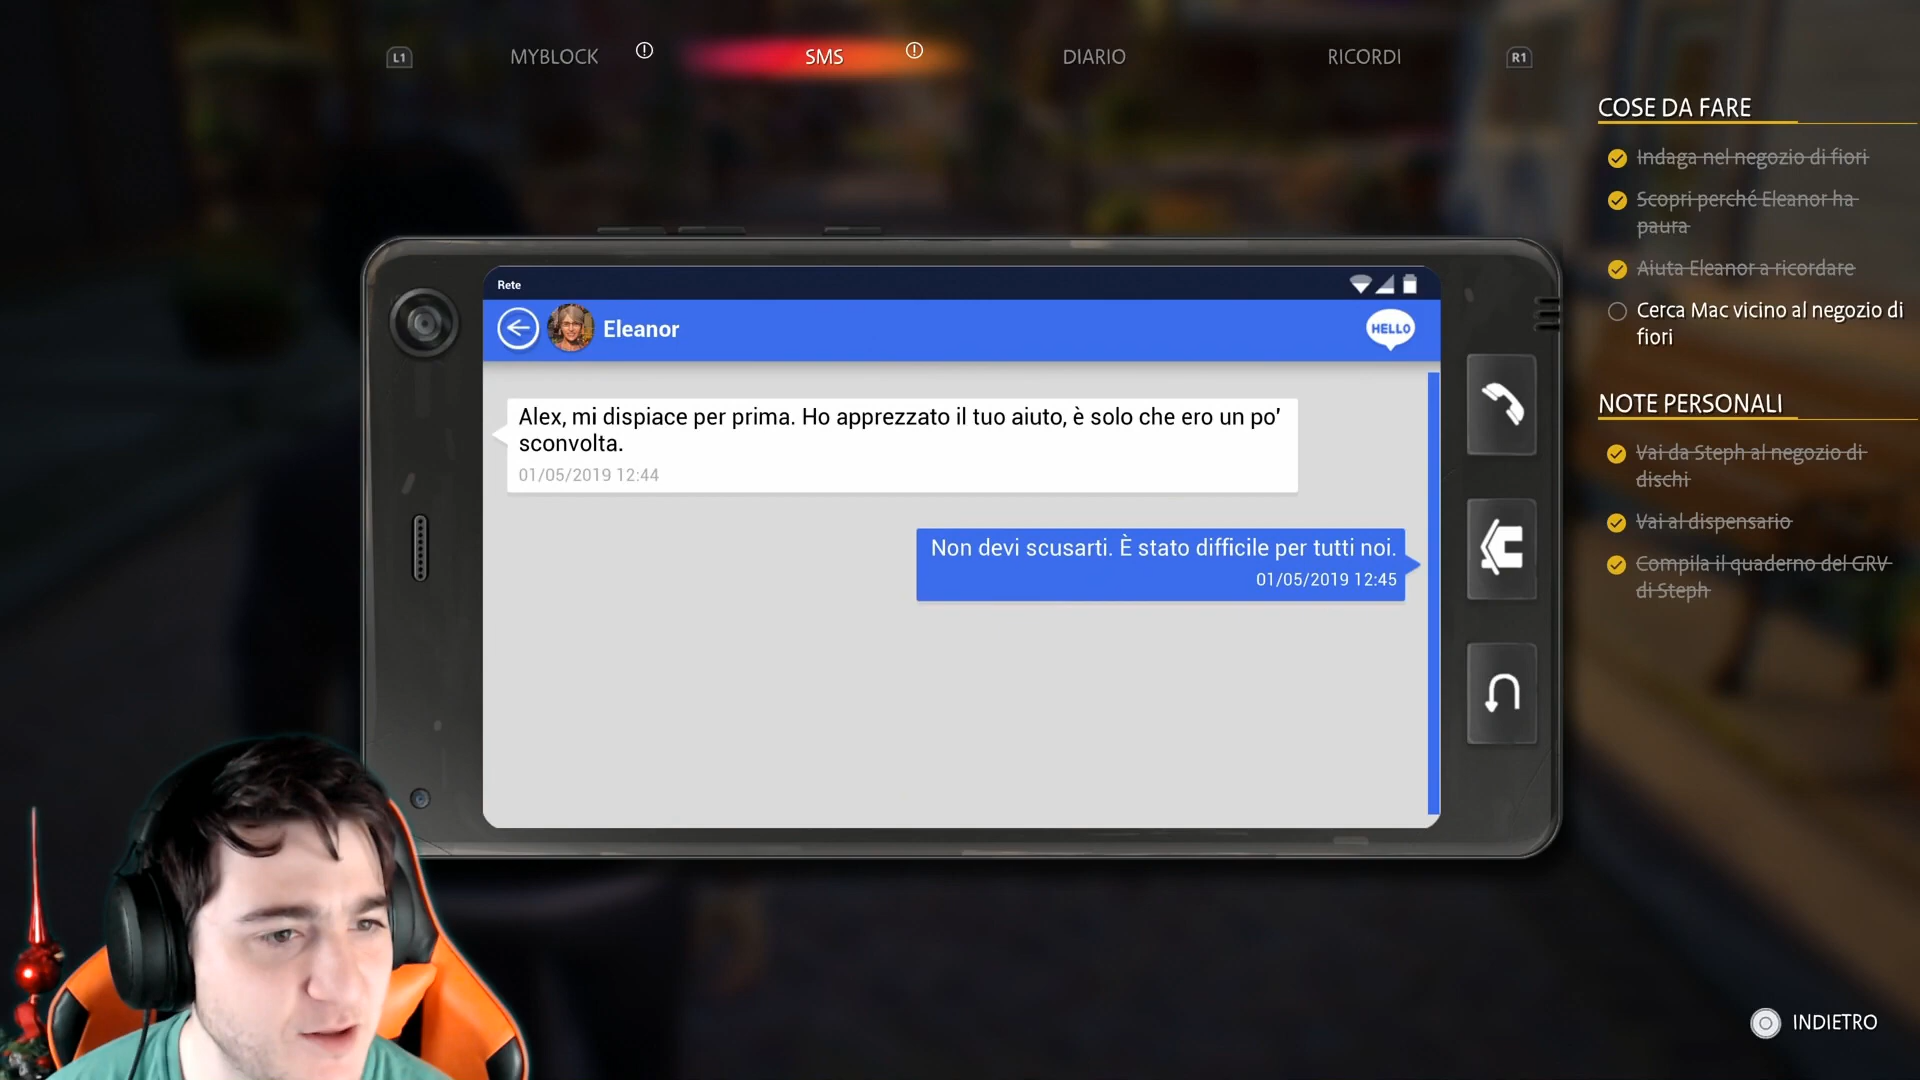 L1
MYBLOCK
SMS
DIARIO
RICORDI
R1
COSE DA FARE
Indaga nel negozio di fiori
Scopri perché Eleanor ha
paura
Aiuta Eleanor a ricordare
Cerca Mac vicino al negozio di
fiori
NOTE PERSONALI
Vai da Steph al negozio di
dischi
Vai al dispensario
Compila il quaderno del GRV
di Steph
Rete
Eleanor
HELLO
Alex, mi dispiace per prima. Ho apprezzato il tuo aiuto, è solo che ero un po'
sconvolta.
01/05/2019 12:44
Non devi scusarti. È stato difficile per tutti noi.
01/05/2019 12:45
INDIETRO